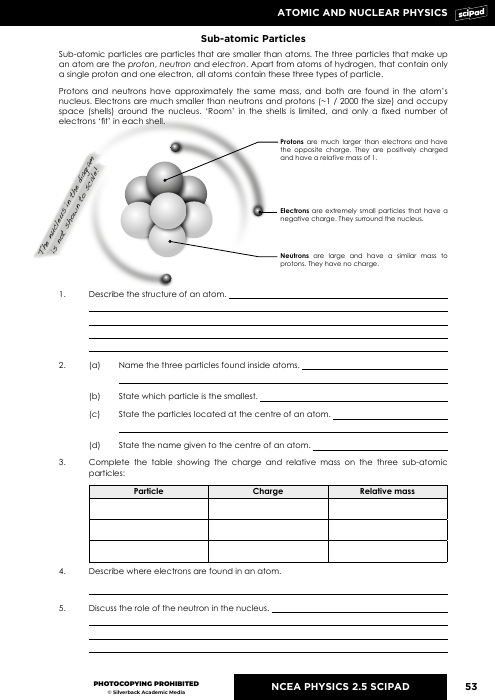 ATOMIC AND NUCLEAR PHYSICS
scipad
Sub-atomic Particles
Sub-atomic particles are particles that are smaller than atoms. The three particles that make up
an atom are the proton, neutron and electron. Apart from atoms of hydrogen, that contain only
a single proton and one electron, all atoms contain these three types of particle.
Protons and neutrons have approximately the same mass, and both are found in the atom's
nucleus. Electrons are much smaller than neutrons and protons (~1 / 2000 the size) and occupy
space (shells) around the nucleus. 'Room' in the shells is limited, and only a fixed number of
electrons 'fit' in each shell.
The nucleus in the diagram
is not shown to scale!
Protons are much larger than electrons and have
the opposite charge. They are positively charged
and have a relative mass of 1.
Electrons are extremely small particles that have a
negative charge. They surround the nucleus.
Neutrons are large and have a similar mass to
protons. They have no charge.
1. Describe the structure of an atom.
2. (a) Name the three particles found inside atoms.
(b) State which particle is the smallest.
(c) State the particles located at the centre of an atom.
(d) State the name given to the centre of an atom.
3. Complete the table showing the charge and relative mass on the three sub-atomic
particles:
Particle Charge Relative mass
4. Describe where electrons are found in an atom.
5. Discuss the role of the neutron in the nucleus.
PHOTOCOPYING PROHIBITED
© Silverback Academic Media
NCEA PHYSICS 2.5 SCIPAD
53